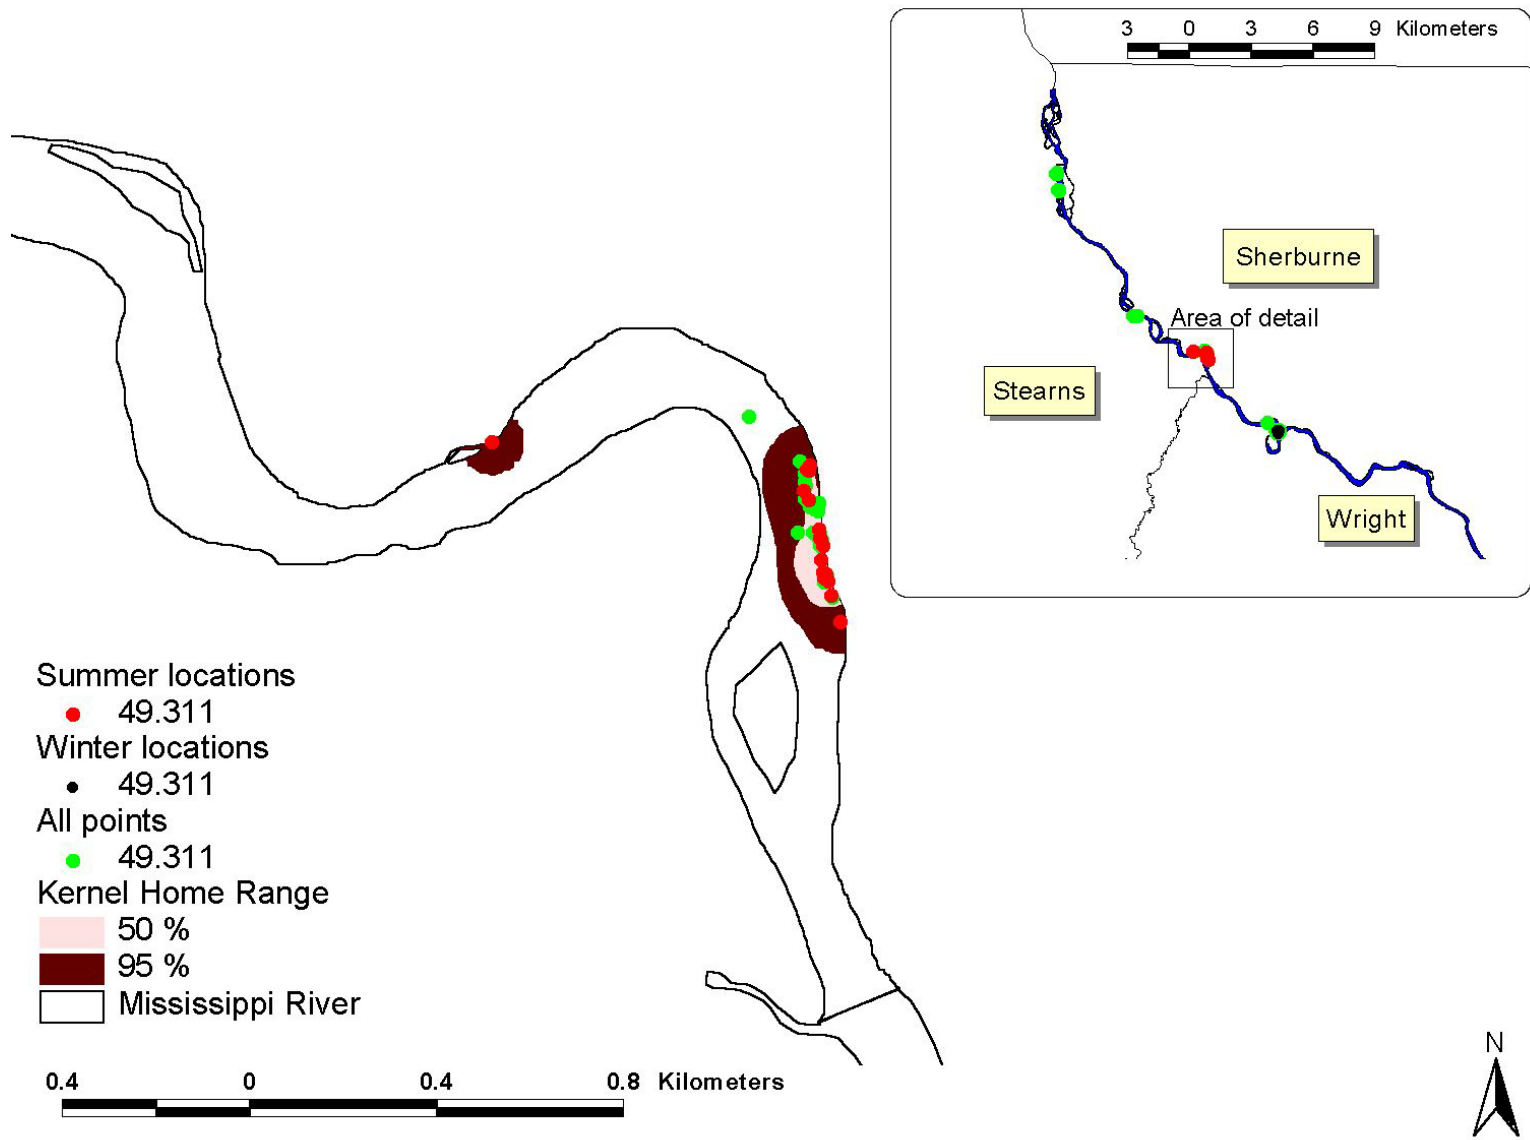 3 0 3 6 9 Kilometers
Sherburne
Area of detail
Stearns
Wright
Summer locations
49.311
Winter locations
49.311
All points
49.311
Kernel Home Range
50 %
95 %
Mississippi River
0.4 0 0.4 0.8 Kilometers
N